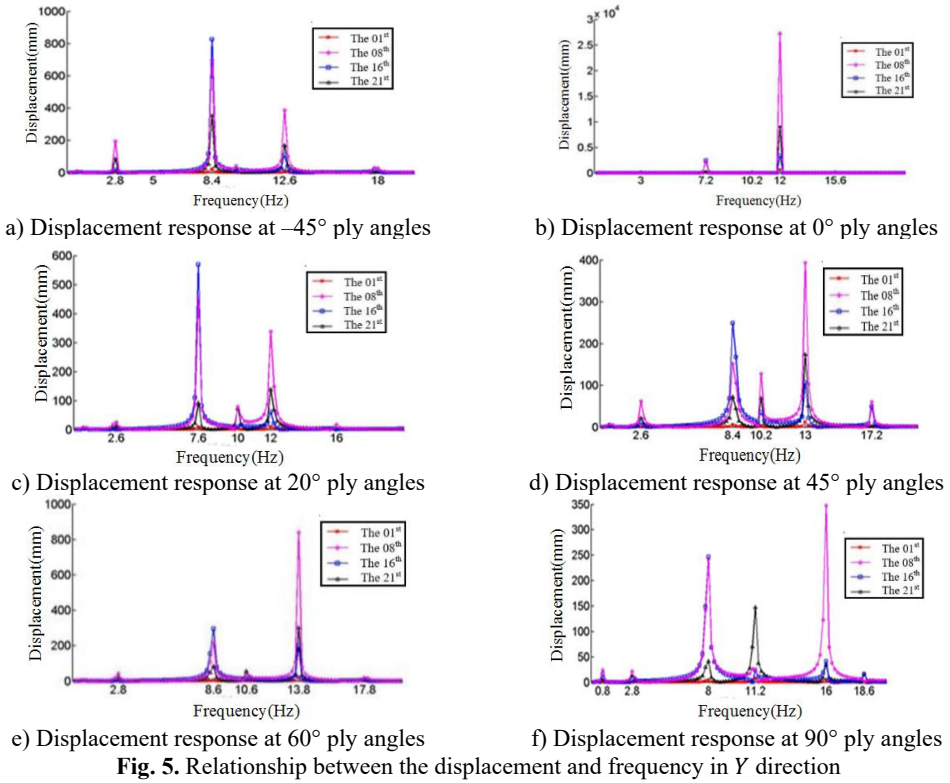 Displacement(mm)
1000
800
600
400
200
0
2.8 5 8.4 12.6 18
Frequency(Hz)
The 01st
The 08th
The 16th
The 21st
a) Displacement response at –45° ply angles
Displacement(mm)
3 × 10⁴
2.5
2
1.5
1
0.5
0
3 7.2 10.2 12 15.6
Frequency(Hz)
The 01st
The 08th
The 16th
The 21st
b) Displacement response at 0° ply angles
Displacement(mm)
600
500
400
300
200
100
0
2.6 7.6 10 12 16
Frequency(Hz)
The 01st
The 08th
The 16th
The 21st
c) Displacement response at 20° ply angles
Displacement(mm)
400
300
200
100
0
2.6 8.4 10.2 13 17.2
Frequency(Hz)
The 01st
The 08th
The 16th
The 21st
d) Displacement response at 45° ply angles
Displacement(mm)
1000
800
600
400
200
0
2.8 8.6 10.6 13.8 17.8
Frequency(Hz)
The 01st
The 08th
The 16th
The 21st
e) Displacement response at 60° ply angles
Displacement(mm)
350
300
250
200
150
100
50
0
0.8 2.8 8 11.2 16 18.6
Frequency(Hz)
The 01st
The 08th
The 16th
The 21st
f) Displacement response at 90° ply angles
Fig. 5. Relationship between the displacement and frequency in Y direction